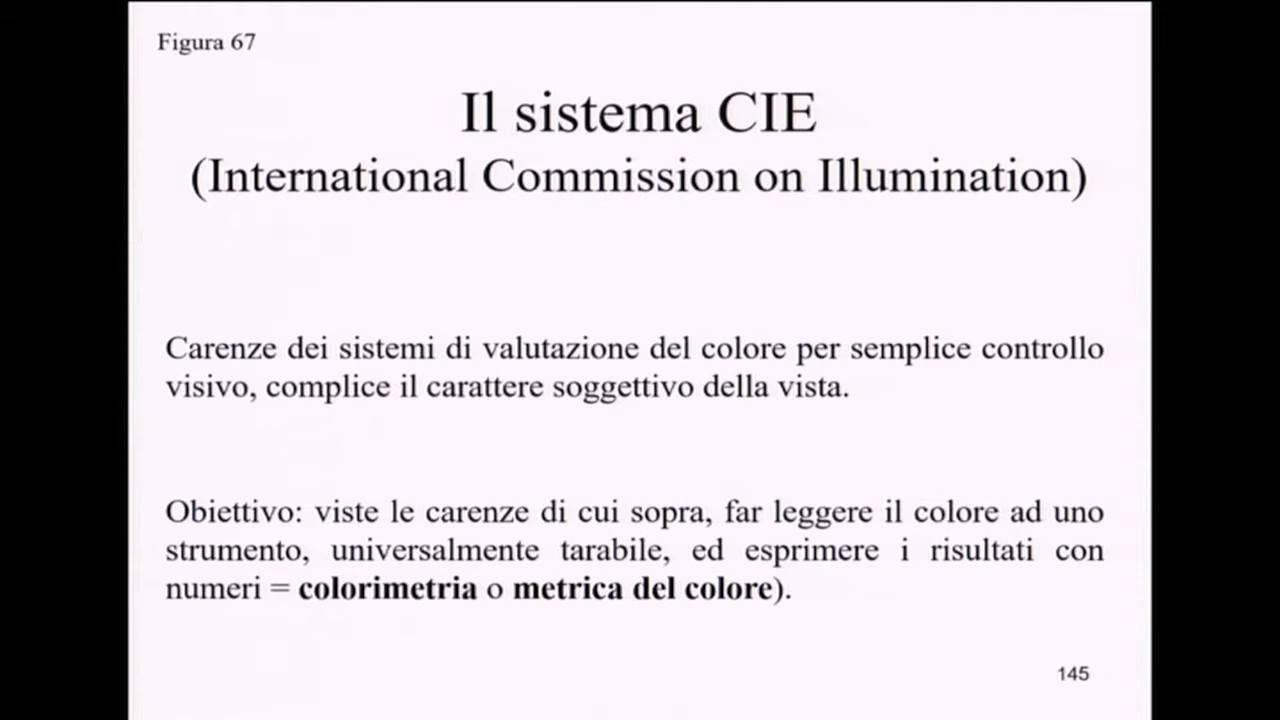 Figura 67
Il sistema CIE
(International Commission on Illumination)
Carenze dei sistemi di valutazione del colore per semplice controllo
visivo, complice il carattere soggettivo della vista.
Obiettivo: viste le carenze di cui sopra, far leggere il colore ad uno
strumento, universalmente tarabile, ed esprimere i risultati con
numeri = colorimetria o metrica del colore).
145